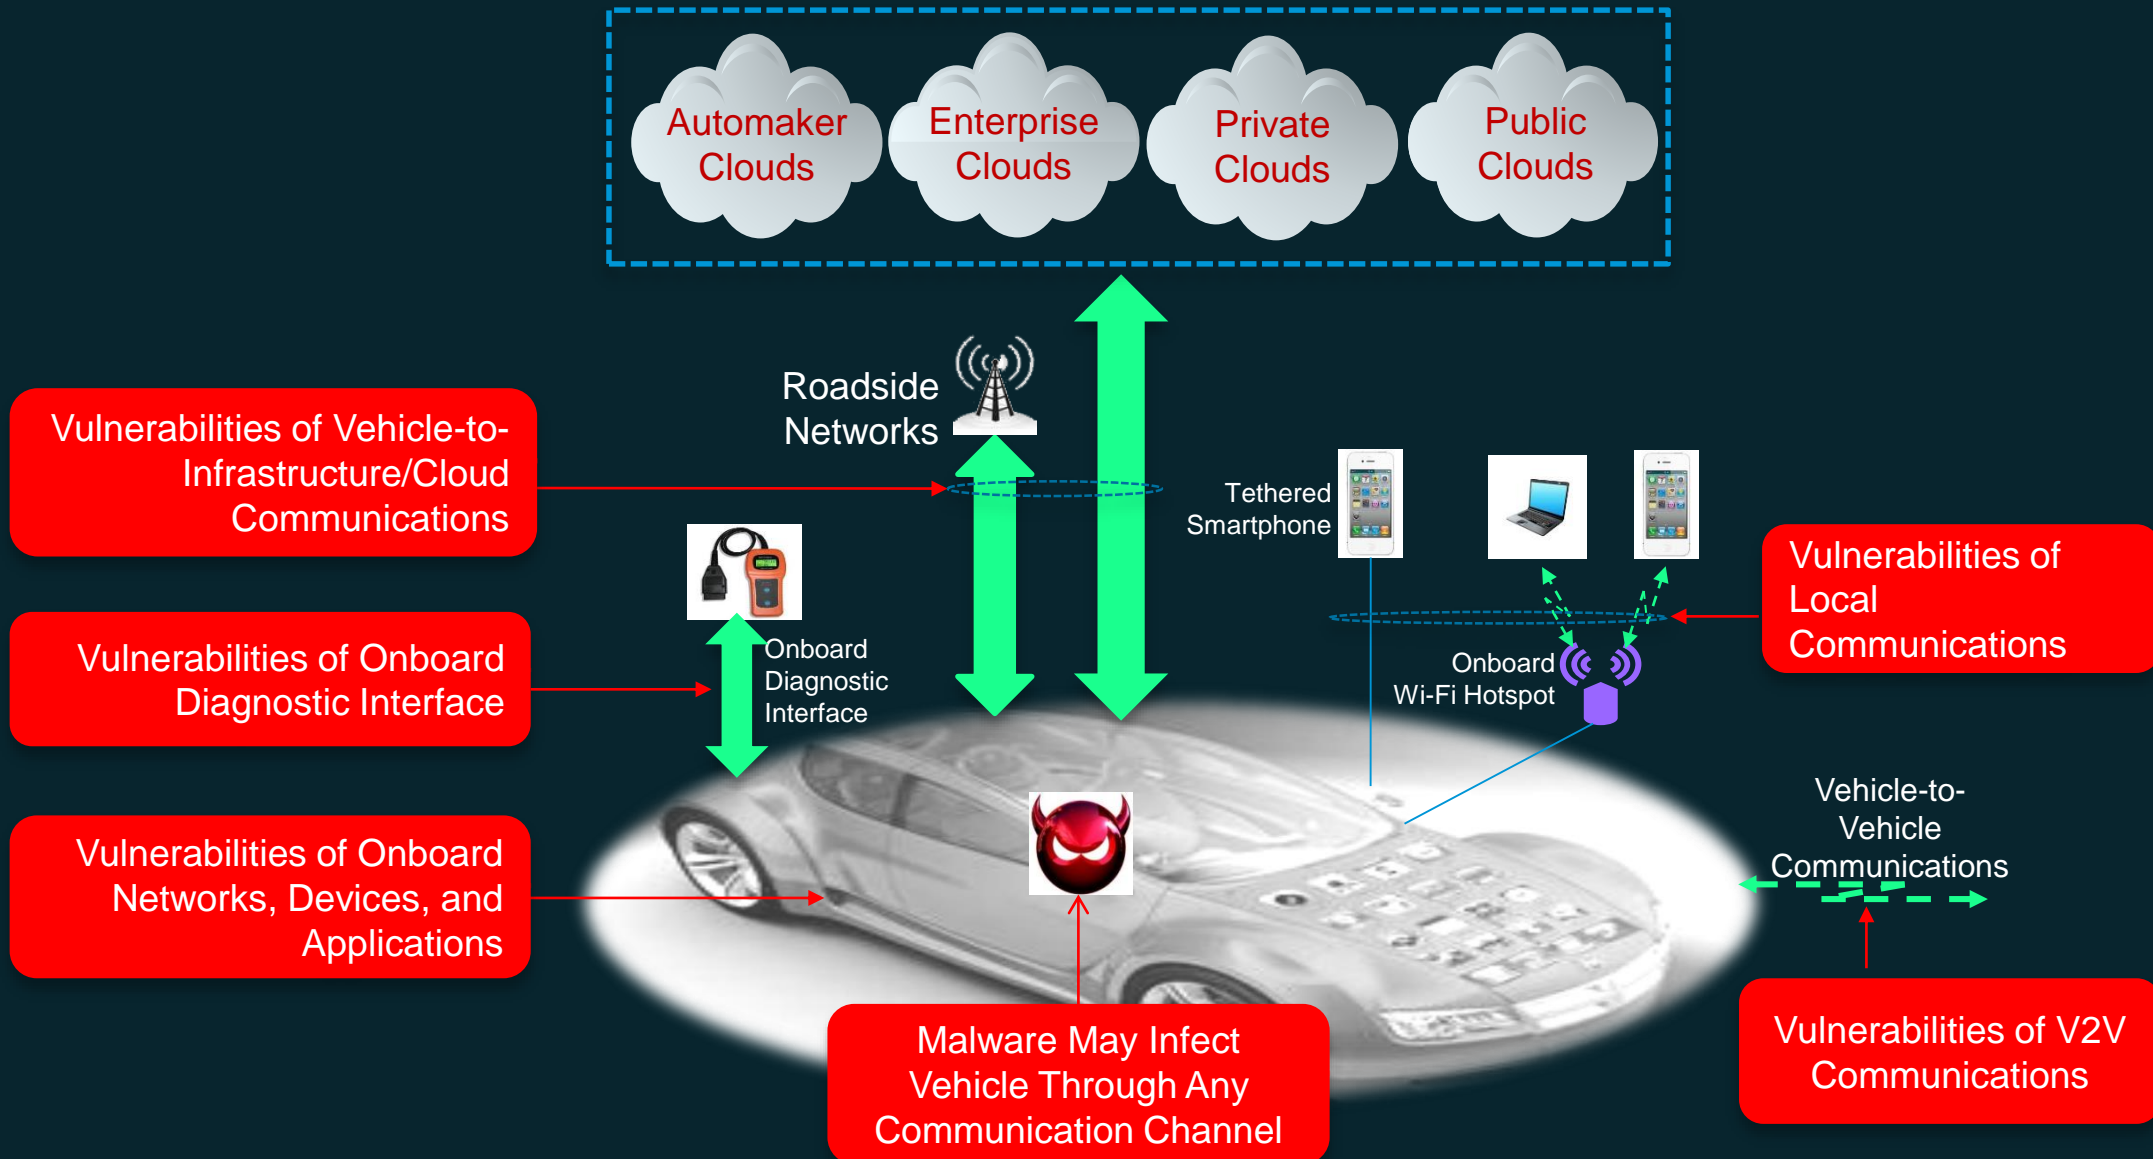 Automaker
Clouds
Enterprise
Clouds
Private
Clouds
Public
Clouds
Roadside
Networks
Vulnerabilities of Vehicle-to-
Infrastructure/Cloud
Communications
Tethered
Smartphone
Vulnerabilities of
Local
Communications
Vulnerabilities of Onboard
Diagnostic Interface
Onboard
Diagnostic
Interface
Onboard
Wi-Fi Hotspot
Vehicle-to-
Vehicle
Communications
Vulnerabilities of Onboard
Networks, Devices, and
Applications
Malware May Infect
Vehicle Through Any
Communication Channel
Vulnerabilities of V2V
Communications